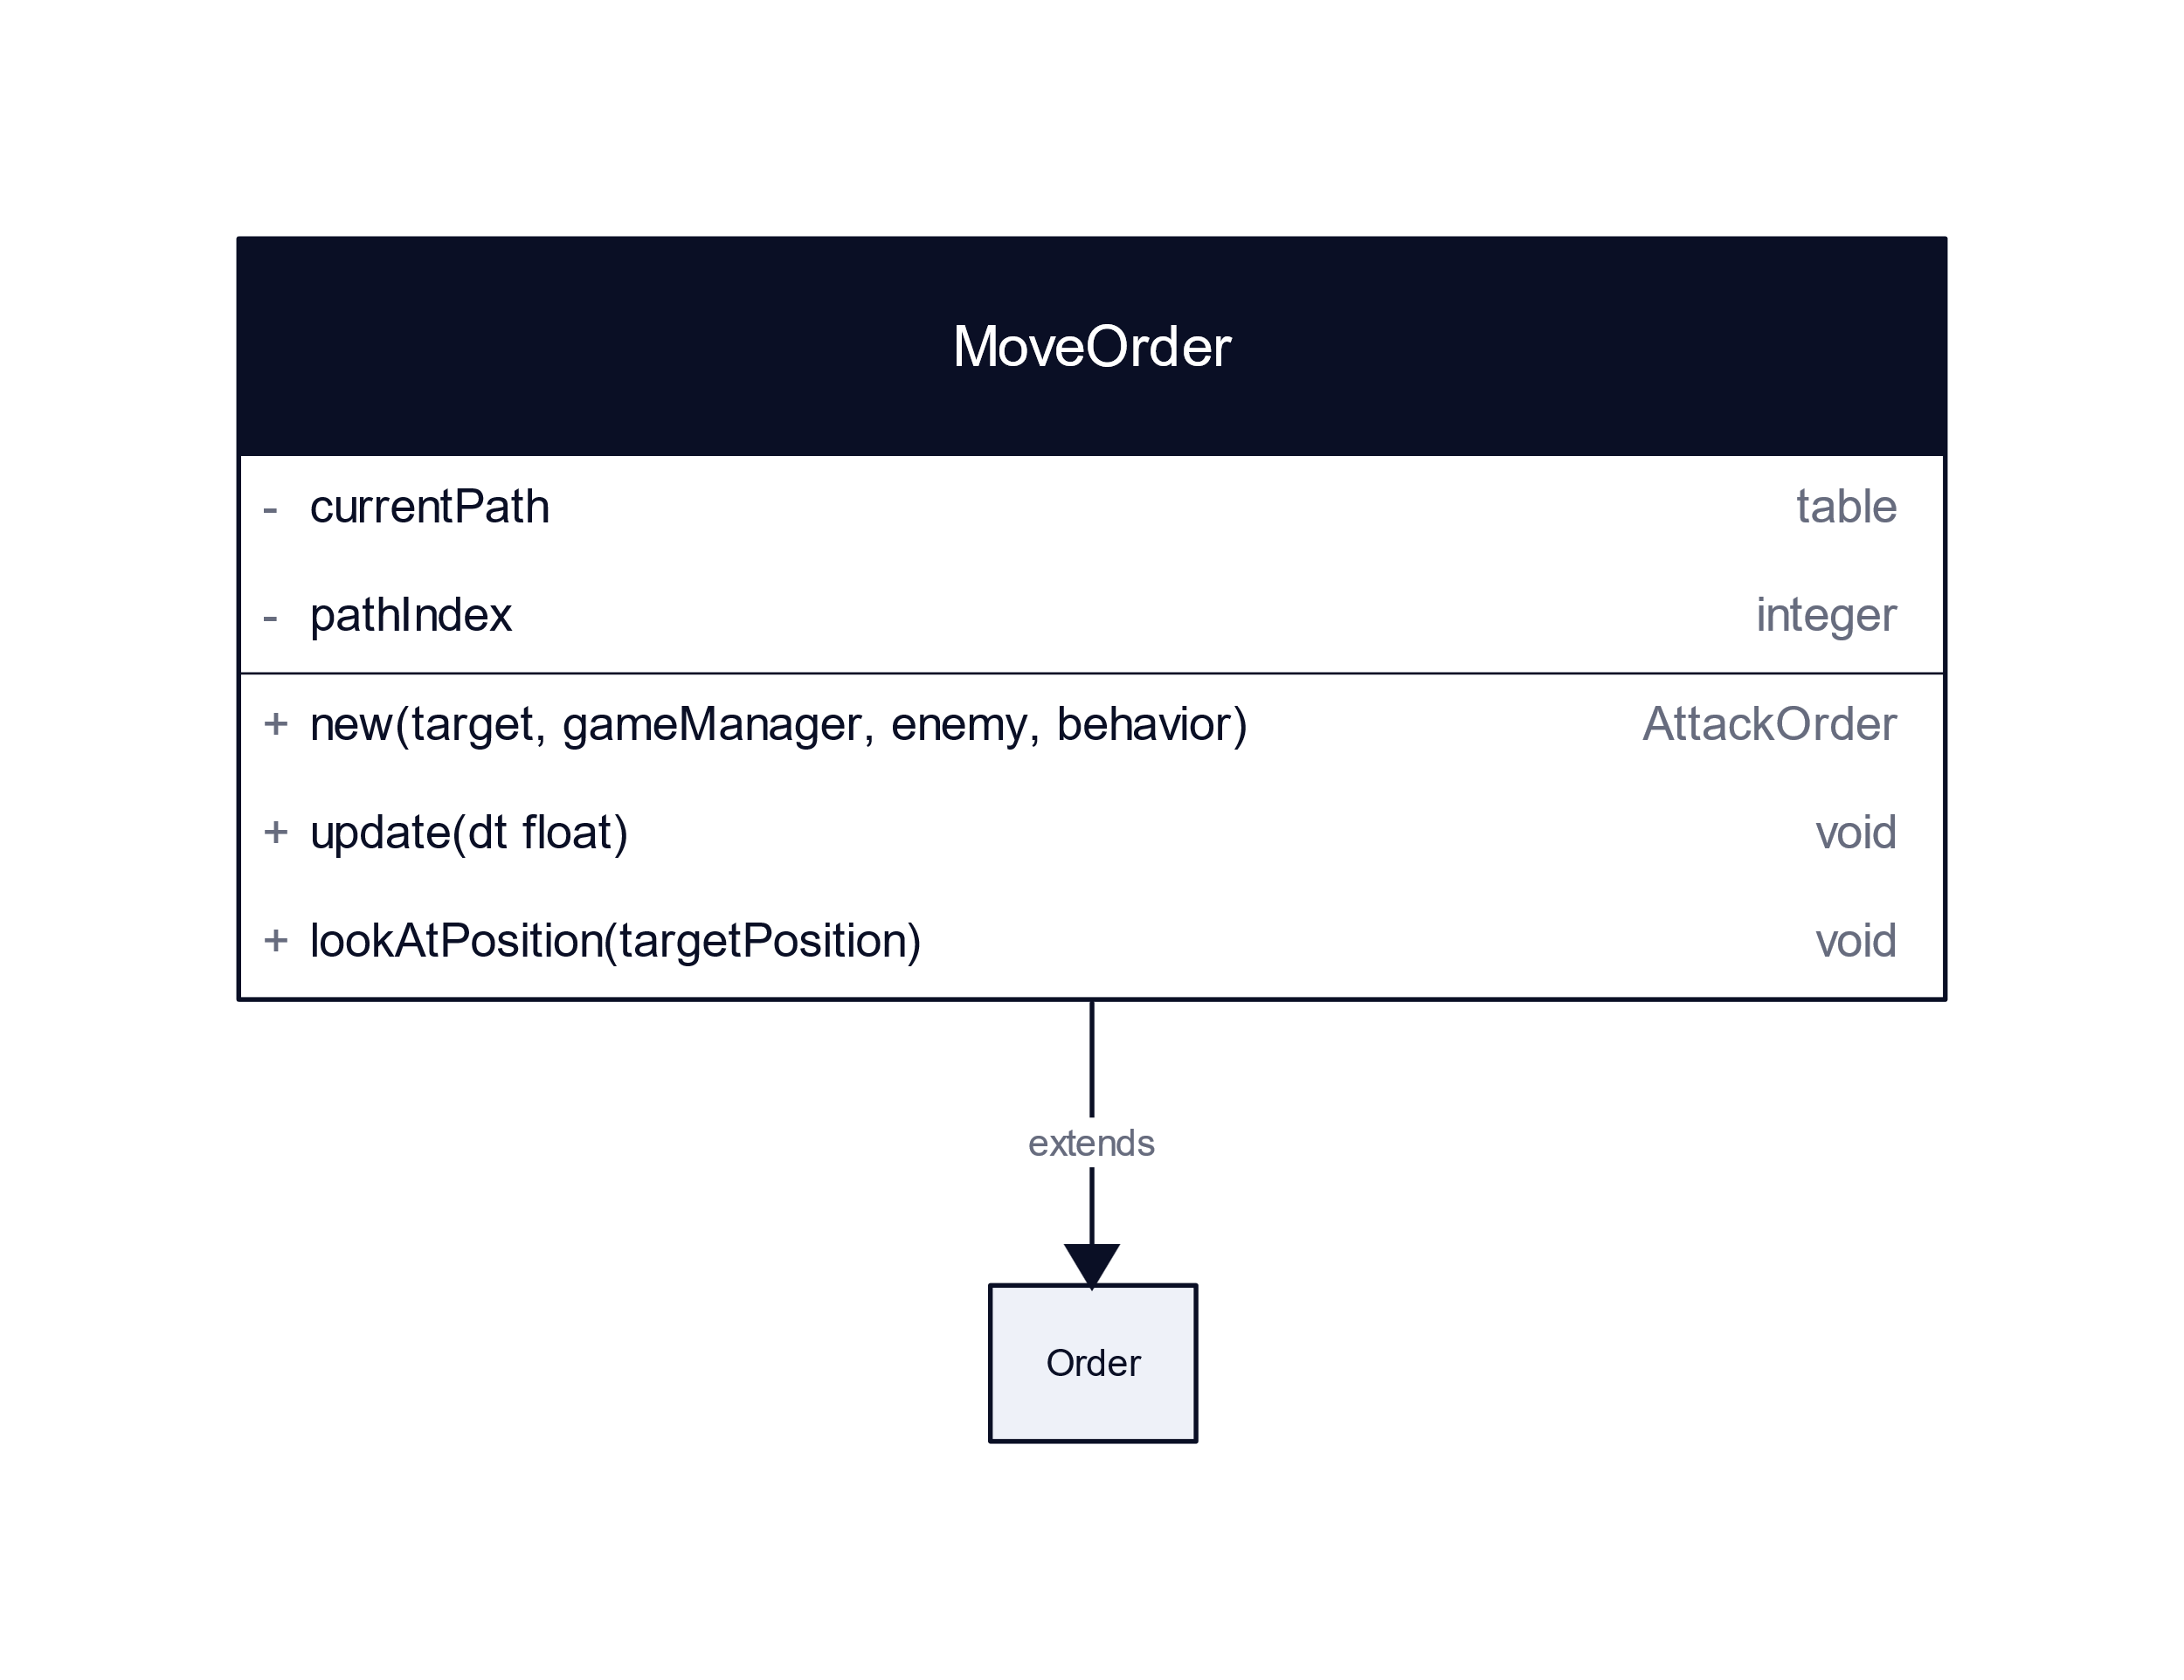 MoveOrder
- currentPath table
- pathIndex integer
+ new(target, gameManager, enemy, behavior) AttackOrder
+ update(dt float) void
+ lookAtPosition(targetPosition) void
extends
Order